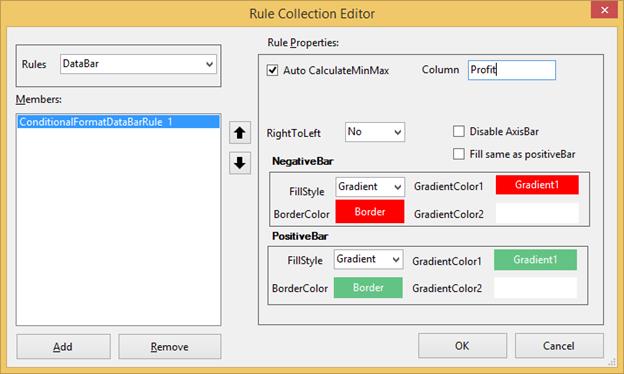 Rule Collection Editor
Rules
DataBar
Members:
ConditionalFormatDataBarRule 1
Add
Remove
Rule Properties:
Auto CalculateMinMax
Column
Profit
RightToLeft
No
Disable AxisBar
Fill same as positiveBar
NegativeBar
FillStyle
Gradient
GradientColor1
Gradient1
BorderColor
Border
GradientColor2
PositiveBar
FillStyle
Gradient
GradientColor1
Gradient1
BorderColor
Border
GradientColor2
OK
Cancel